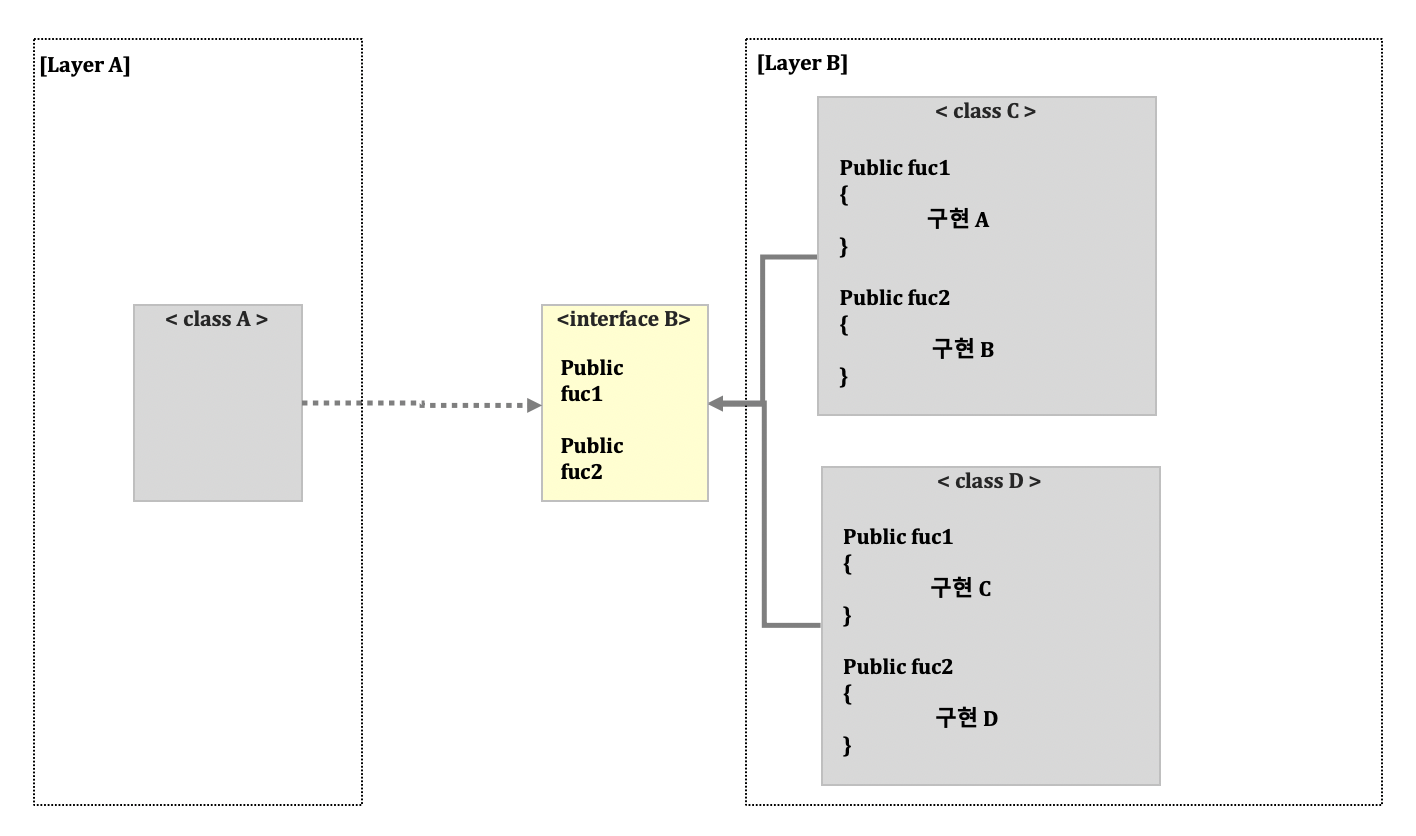 [Layer A]
< class A >
<interface B>
Public
fuc1
Public
fuc2
[Layer B]
< class C >
Public fuc1
{
구현 A
}
Public fuc2
{
구현 B
}
< class D >
Public fuc1
{
구현 C
}
Public fuc2
{
구현 D
}